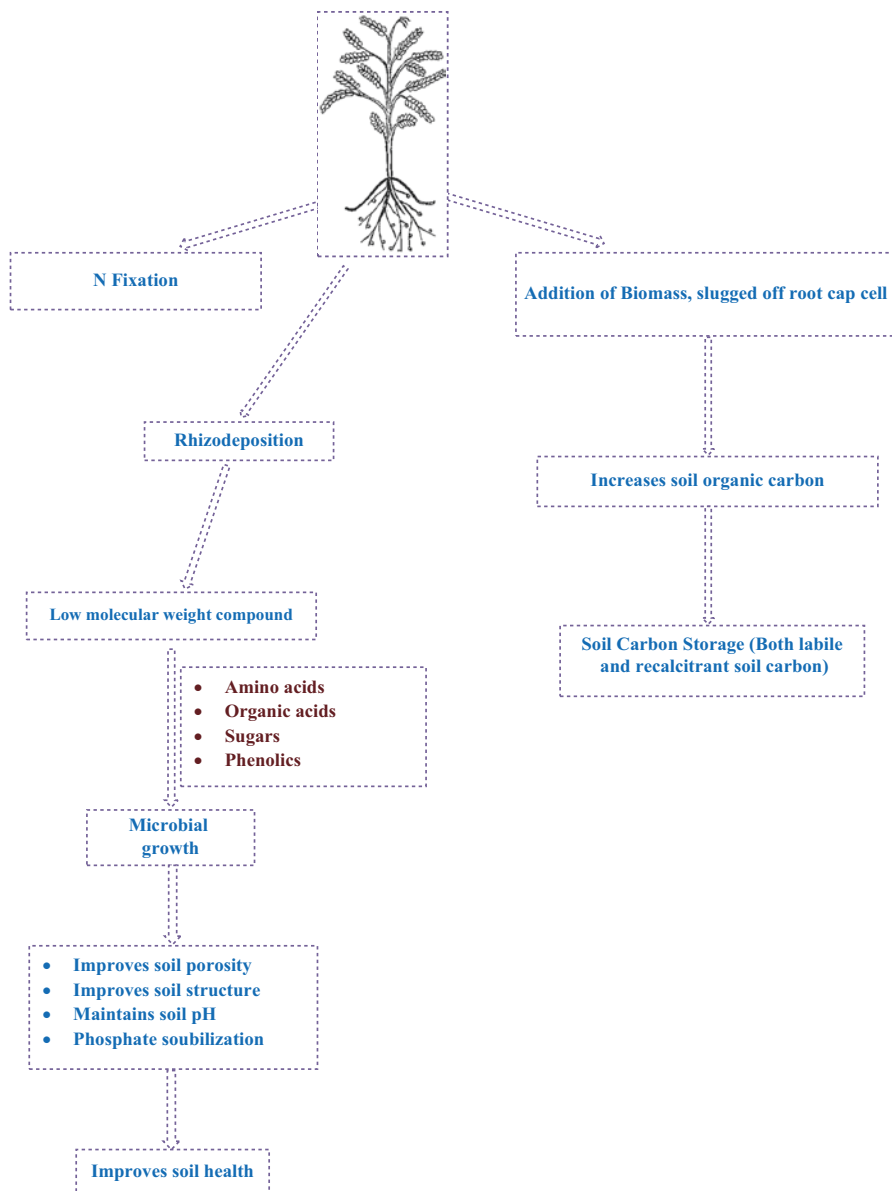 N Fixation
Addition of Biomass, slugged off root cap cell
Rhizodeposition
Increases soil organic carbon
Low molecular weight compound
Soil Carbon Storage (Both labile
and recalcitrant soil carbon)
• Amino acids
• Organic acids
• Sugars
• Phenolics
Microbial
growth
• Improves soil porosity
• Improves soil structure
• Maintains soil pH
• Phosphate soubilization
Improves soil health